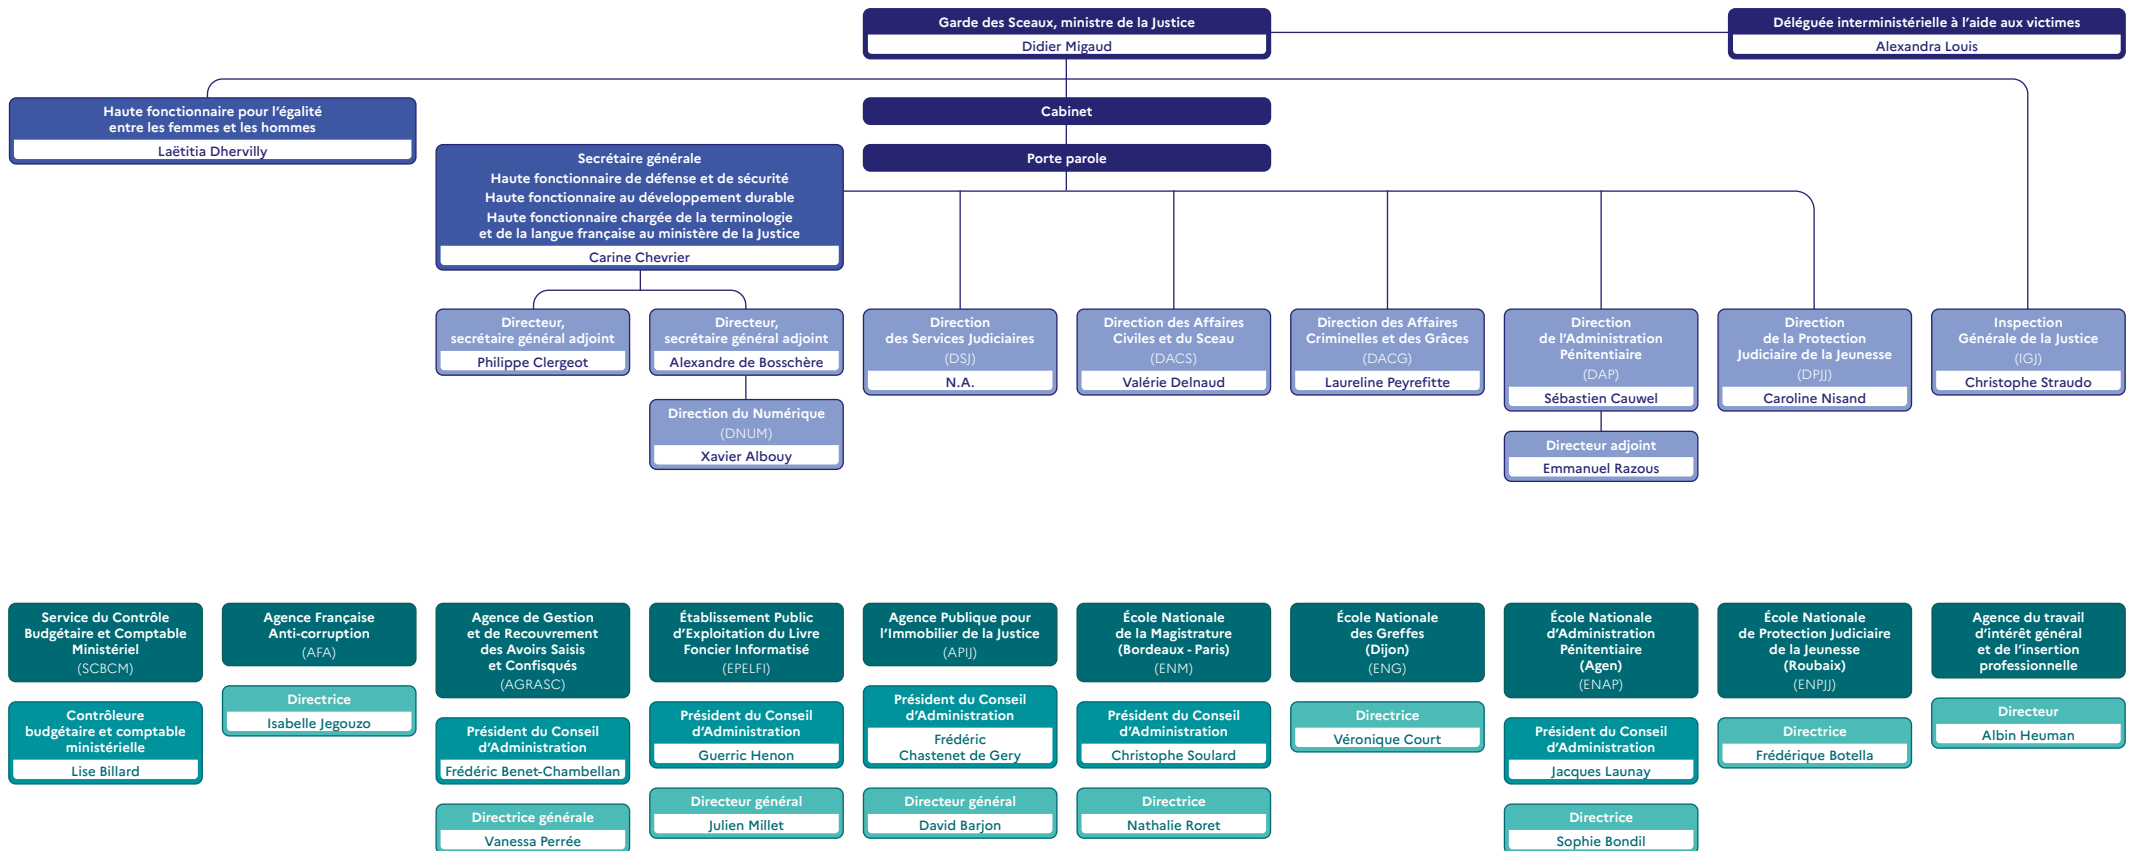 Garde des Sceaux, ministre de la Justice
Didier Migaud
Déléguée interministérielle à l'aide aux victimes
Alexandra Louis
Haute fonctionnaire pour l'égalité
entre les femmes et les hommes
Laëtitia Dhervilly
Cabinet
Porte parole
Secrétaire générale
Haute fonctionnaire de défense et de sécurité
Haute fonctionnaire au développement durable
Haute fonctionnaire chargée de la terminologie
et de la langue française au ministère de la Justice
Carine Chevrier
Directeur,
secrétaire général adjoint
Philippe Clergeot
Directeur,
secrétaire général adjoint
Alexandre de Bosschère
Direction du Numérique
(DNUM)
Xavier Albouy
Direction
des Services Judiciaires
(DSJ)
N.A.
Direction des Affaires
Civiles et du Sceau
(DACS)
Valérie Delnaud
Direction des Affaires
Criminelles et des Grâces
(DACG)
Laureline Peyrefitte
Direction
de l'Administration
Pénitentiaire
(DAP)
Sébastien Cauwel
Directeur adjoint
Emmanuel Razous
Direction
de la Protection
Judiciaire de la Jeunesse
(DPJJ)
Caroline Nisand
Inspection
Générale de la Justice
(IGJ)
Christophe Straudo
Service du Contrôle
Budgétaire et Comptable
Ministériel
(SCBCM)
Contrôleure
budgétaire et comptable
ministérielle
Lise Billard
Agence Française
Anti-corruption
(AFA)
Directrice
Isabelle Jegouzo
Agence de Gestion
et de Recouvrement
des Avoirs Saisis
et Confisqués
(AGRASC)
Président du Conseil
d'Administration
Frédéric Benet-Chambellan
Directrice générale
Vanessa Perrée
Établissement Public
d'Exploitation du Livre
Foncier Informatisé
(EPELFI)
Président du Conseil
d'Administration
Guerric Henon
Directeur général
Julien Millet
Agence Publique pour
l'Immobilier de la Justice
(APIJ)
Président du Conseil
d'Administration
Frédéric
Chastenet de Gery
Directeur général
David Barjon
École Nationale
de la Magistrature
(Bordeaux - Paris)
(ENM)
Président du Conseil
d'Administration
Christophe Soulard
Directrice
Nathalie Roret
École Nationale
des Greffes
(Dijon)
(ENG)
Directrice
Véronique Court
École Nationale
d'Administration
Pénitentiaire
(Agen)
(ENAP)
Président du Conseil
d'Administration
Jacques Launay
Directrice
Sophie Bondil
École Nationale
de Protection Judiciaire
de la Jeunesse
(Roubaix)
(ENPJJ)
Directrice
Frédérique Botella
Agence du travail
d'intérêt général
et de l'insertion
professionnelle
Directeur
Albin Heuman